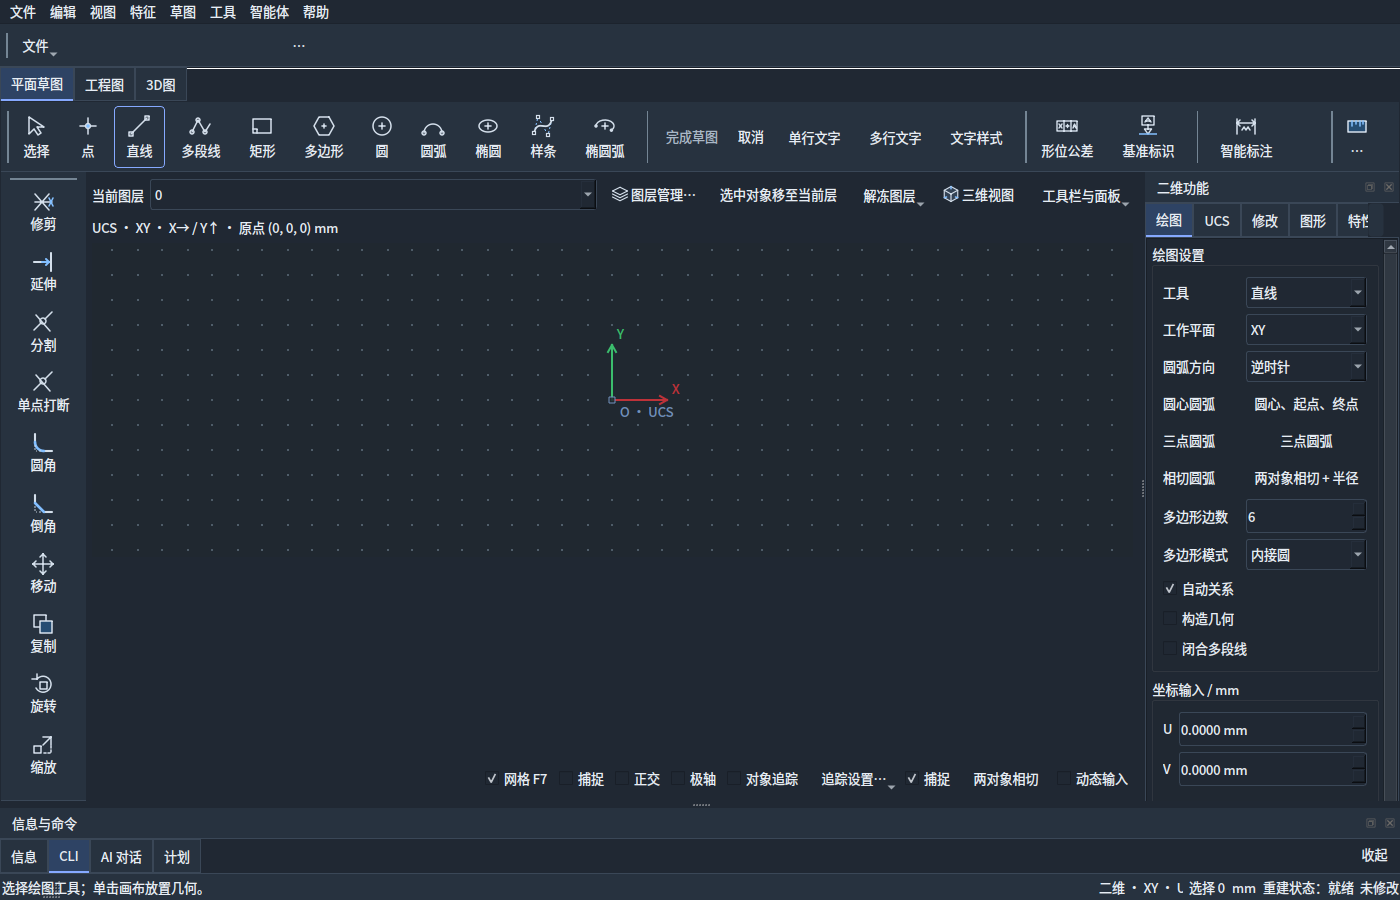 文件 编辑 视图 特征 草图 工具 智能体 帮助
文件 ...
平面草图 工程图 3D图
选择 点 直线 多段线 矩形 多边形 圆 圆弧 椭圆 样条 椭圆弧 完成草图 取消 单行文字 多行文字 文字样式 形位公差 基准标识 智能标注 ...
修剪
延伸
分割
单点打断
圆角
倒角
移动
复制
旋转
缩放
当前图层 0 图层管理… 选中对象移至当前层 解冻图层 三维视图 工具栏与面板
UCS · XY · X→ / Y↑ · 原点 (0, 0, 0) mm
Y
X
O · UCS
网格 F7 捕捉 正交 极轴 对象追踪 追踪设置… 捕捉 两对象相切 动态输入
二维功能
绘图 UCS 修改 图形 特性
绘图设置
工具 直线
工作平面 XY
圆弧方向 逆时针
圆心圆弧 圆心、起点、终点
三点圆弧 三点圆弧
相切圆弧 两对象相切 + 半径
多边形边数 6
多边形模式 内接圆
自动关系
构造几何
闭合多段线
坐标输入 / mm
U 0.0000 mm
V 0.0000 mm
信息与命令
信息 CLI AI 对话 计划 收起
选择绘图工具；单击画布放置几何。 二维 · XY · U 选择 0 mm 重建状态：就绪 未修改